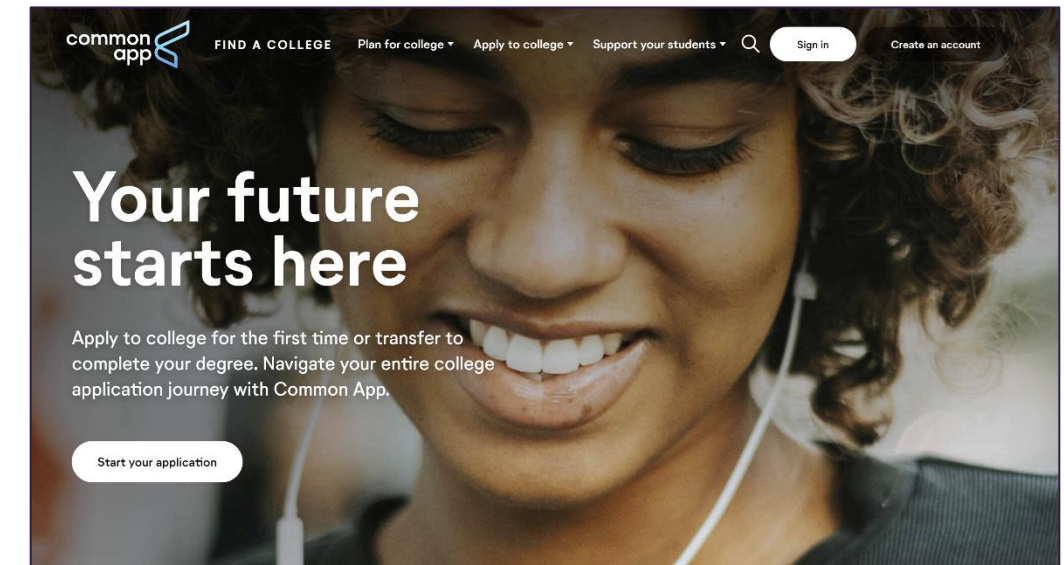 common
app
FIND A COLLEGE
Plan for college
Apply to college
Support your students
Sign in
Create an account
Your future
starts here
Apply to college for the first time or transfer to
complete your degree. Navigate your entire college
application journey with Common App.
Start your application